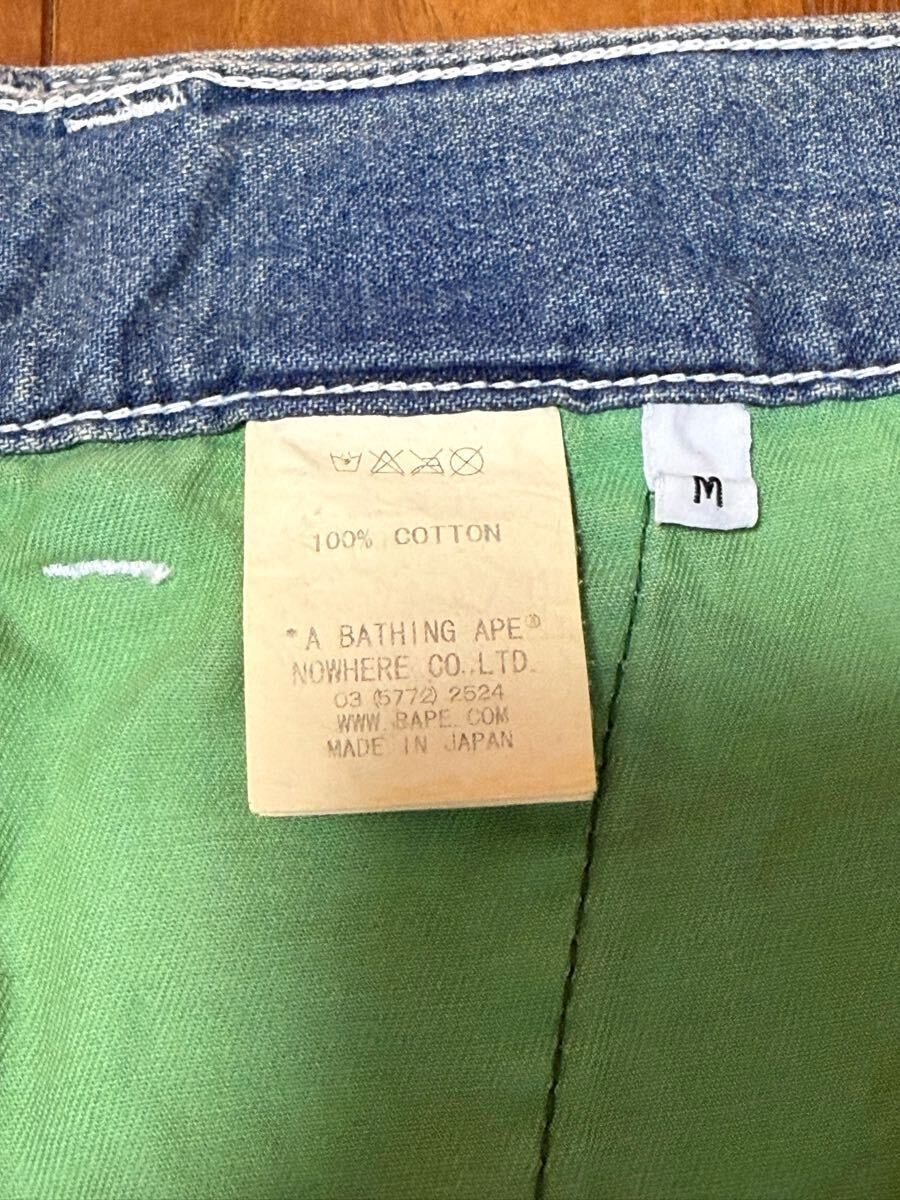 100% COTTON
*A BATHING APE®
NOWHERE CO.,LTD.
03 (5772) 2524
WWW.BAPE.COM
MADE IN JAPAN
M